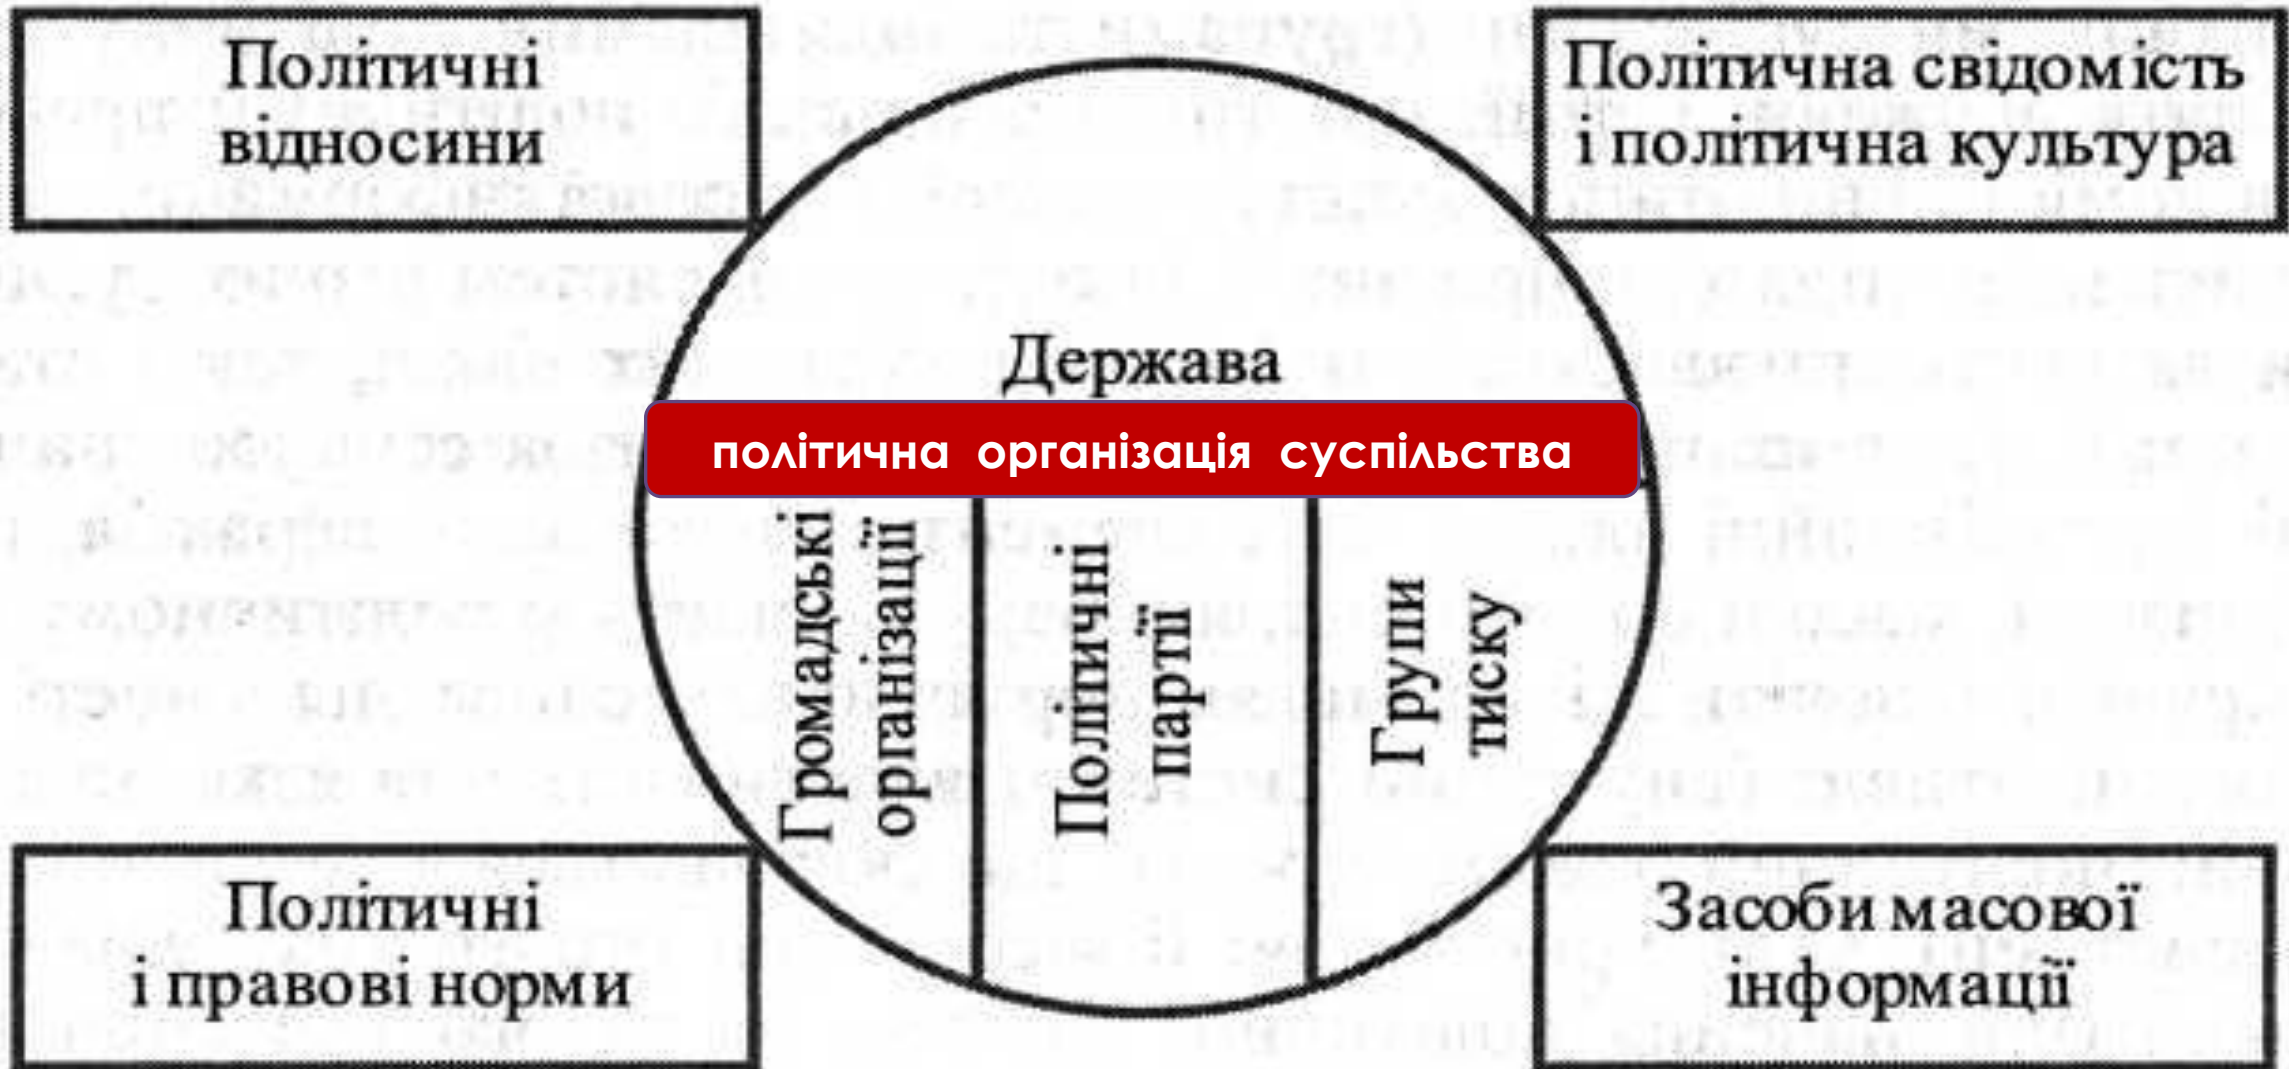 Політичні
відносини
Політична свідомість
і політична культура
Держава
політична організація суспільства
Громадські
організації
Політичні
партії
Групи
тиску
Політичні
і правові норми
Засоби масової
інформації